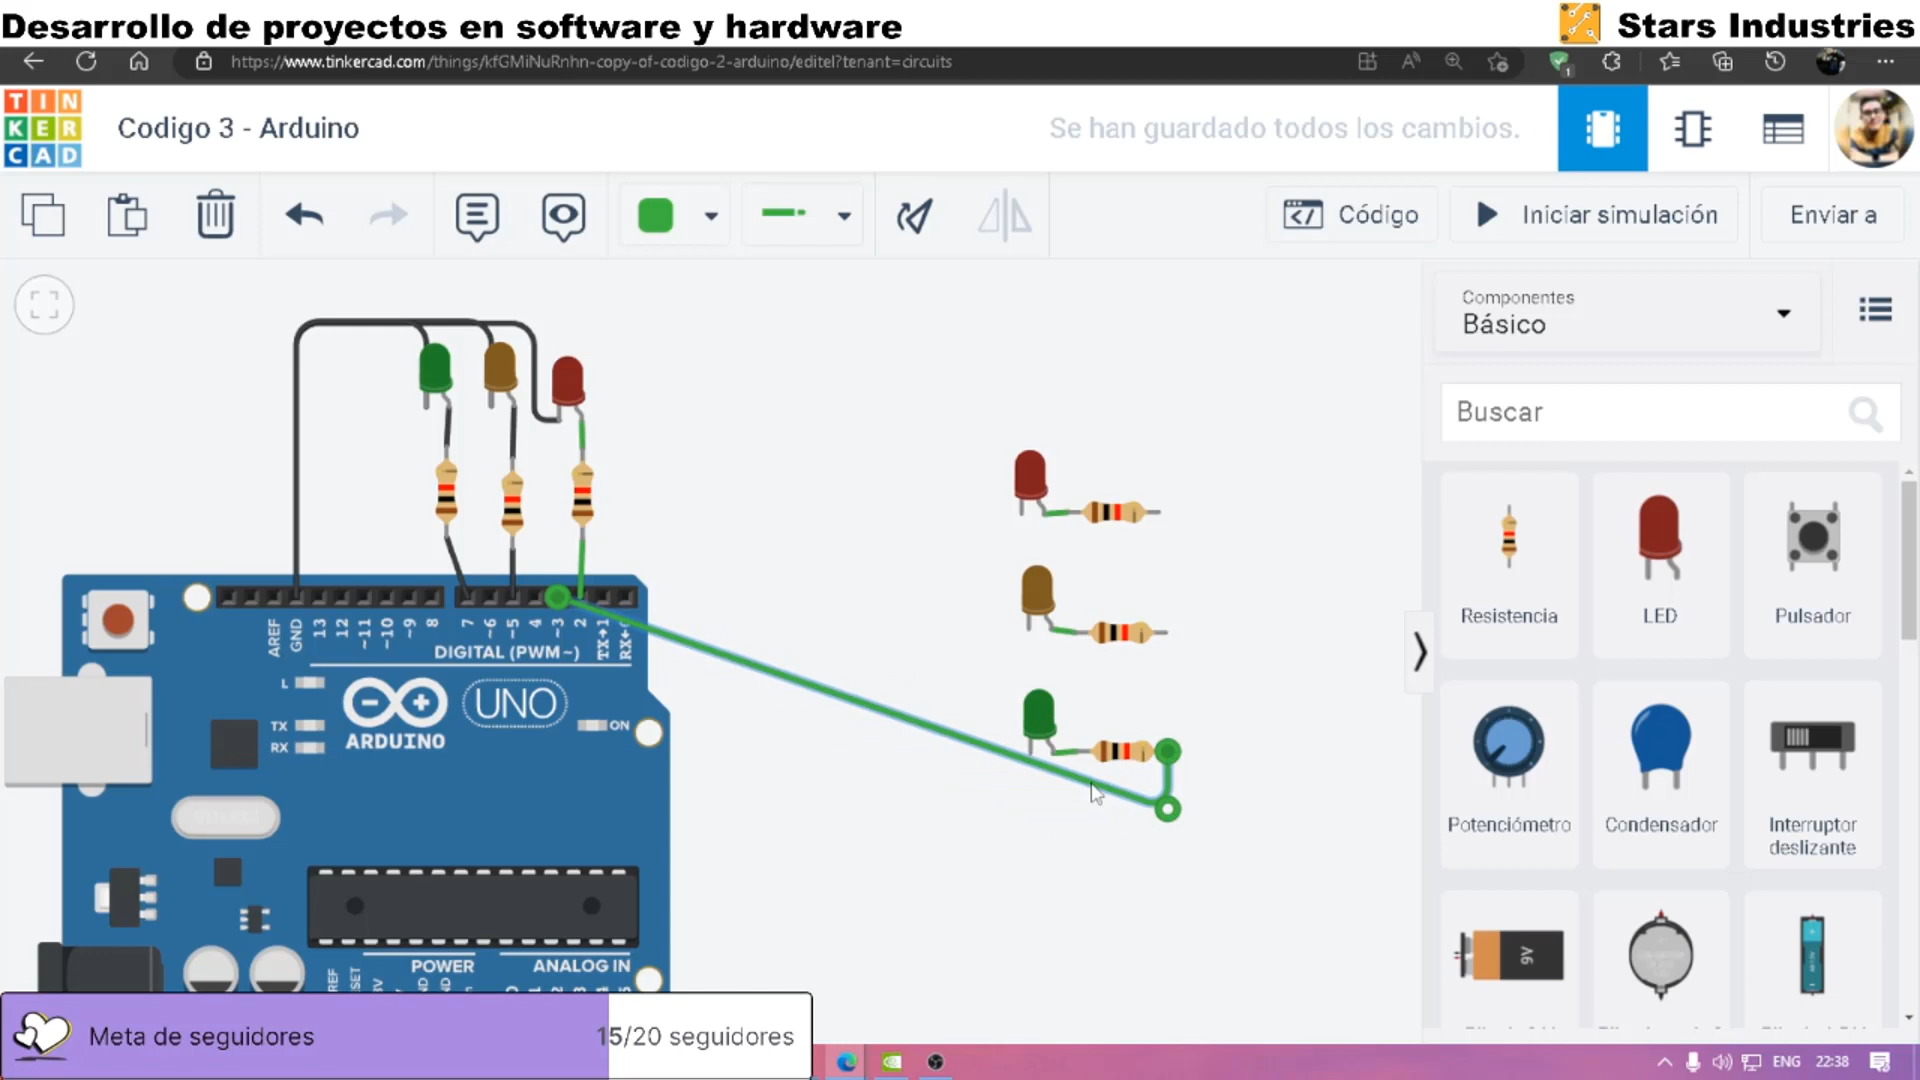 Desarrollo de proyectos en software y hardware
Stars Industries
https://www.tinkercad.com/things/kfGMiNuRnhn-copy-of-codigo-2-arduino/editel?tenant=circuits
1
TIN
KER
CAD
Codigo 3 - Arduino
Se han guardado todos los cambios.
Código
Iniciar simulación
Enviar a
Componentes
Básico
Buscar
Resistencia
LED
Pulsador
Potenciómetro
Condensador
Interruptor
deslizante
9V
AREF
GND
13
12
~11
~10
~9
8
7
~6
~5
4
~3
2
TX→1
DIGITAL (PWM~)
L
TX
RX
ARDUINO
UNO
ON
POWER
ANALOG IN
Meta de seguidores
15/20 seguidores
ENG
22:38